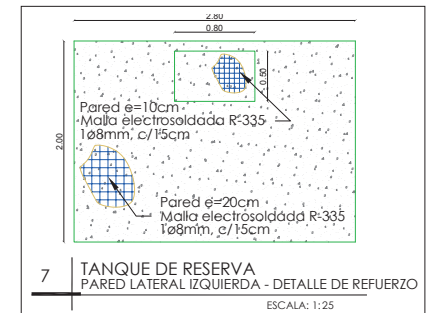 2.80
0.80
0.50
2.00
Pared e=10cm
Malla electrosoldada R-335
1ø8mm, c/15cm
Pared e=20cm
Malla electrosoldada R-335
1ø8mm, c/15cm
7
TANQUE DE RESERVA
PARED LATERAL IZQUIERDA - DETALLE DE REFUERZO
ESCALA: 1:25